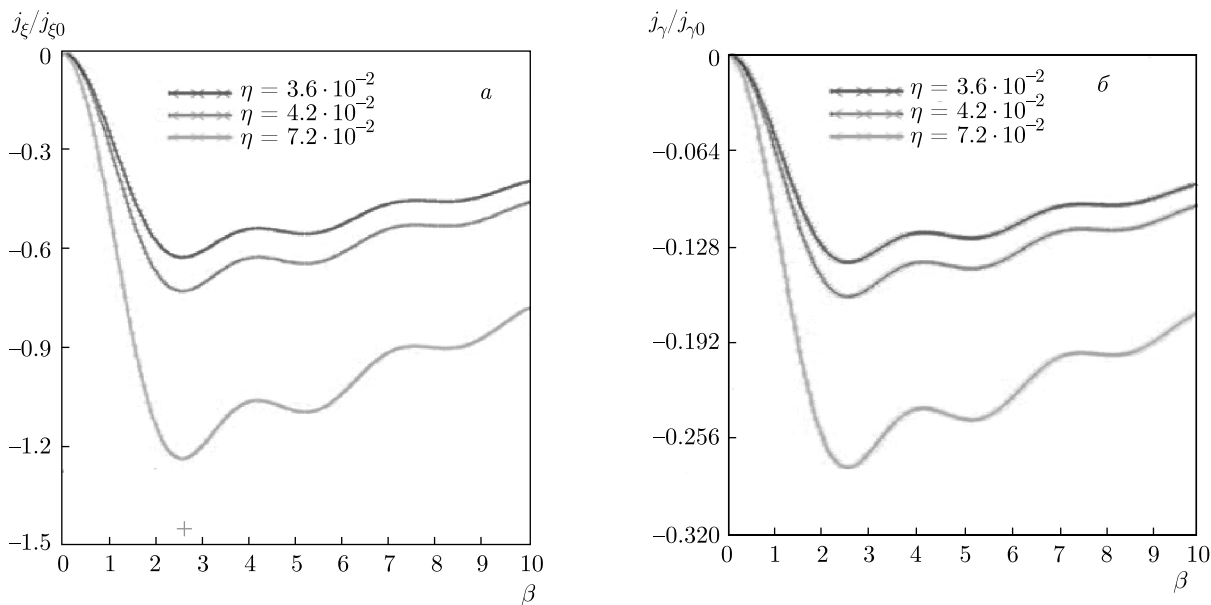 j_ξ/j_ξ0
0
−0.3
−0.6
−0.9
−1.2
−1.5
η = 3.6 · 10⁻²
η = 4.2 · 10⁻²
η = 7.2 · 10⁻²
а
0 1 2 3 4 5 6 7 8 9 10
β
j_γ/j_γ0
0
−0.064
−0.128
−0.192
−0.256
−0.320
η = 3.6 · 10⁻²
η = 4.2 · 10⁻²
η = 7.2 · 10⁻²
б
0 1 2 3 4 5 6 7 8 9 10
β